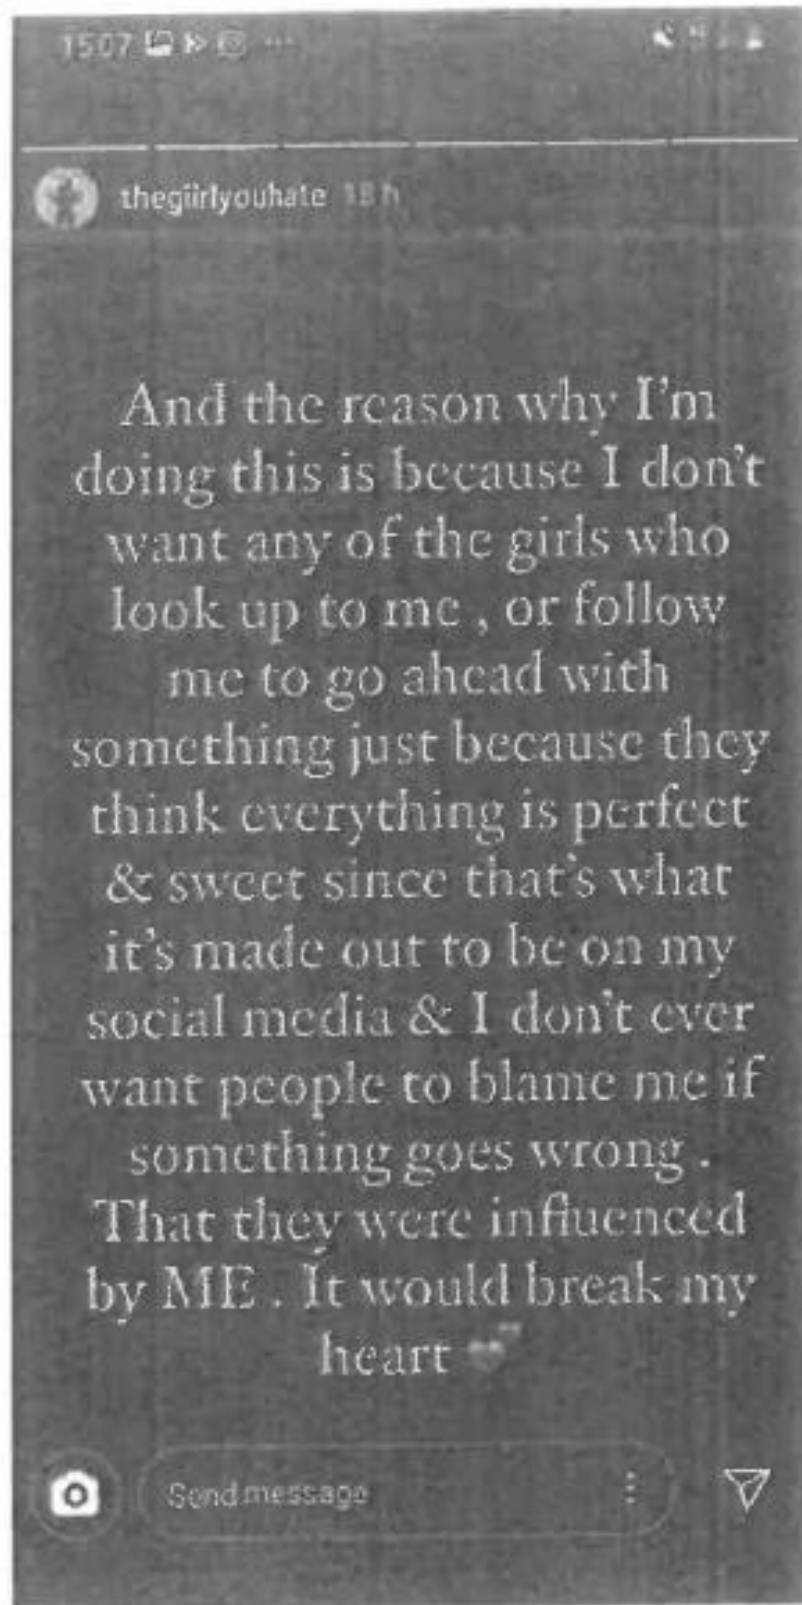 15:07
thegiirlyouhate 18 h
And the reason why I'm
doing this is because I don't
want any of the girls who
look up to me , or follow
me to go ahead with
something just because they
think everything is perfect
& sweet since that's what
it's made out to be on my
social media & I don't ever
want people to blame me if
something goes wrong .
That they were influenced
by ME . It would break my
heart 💕
Send message